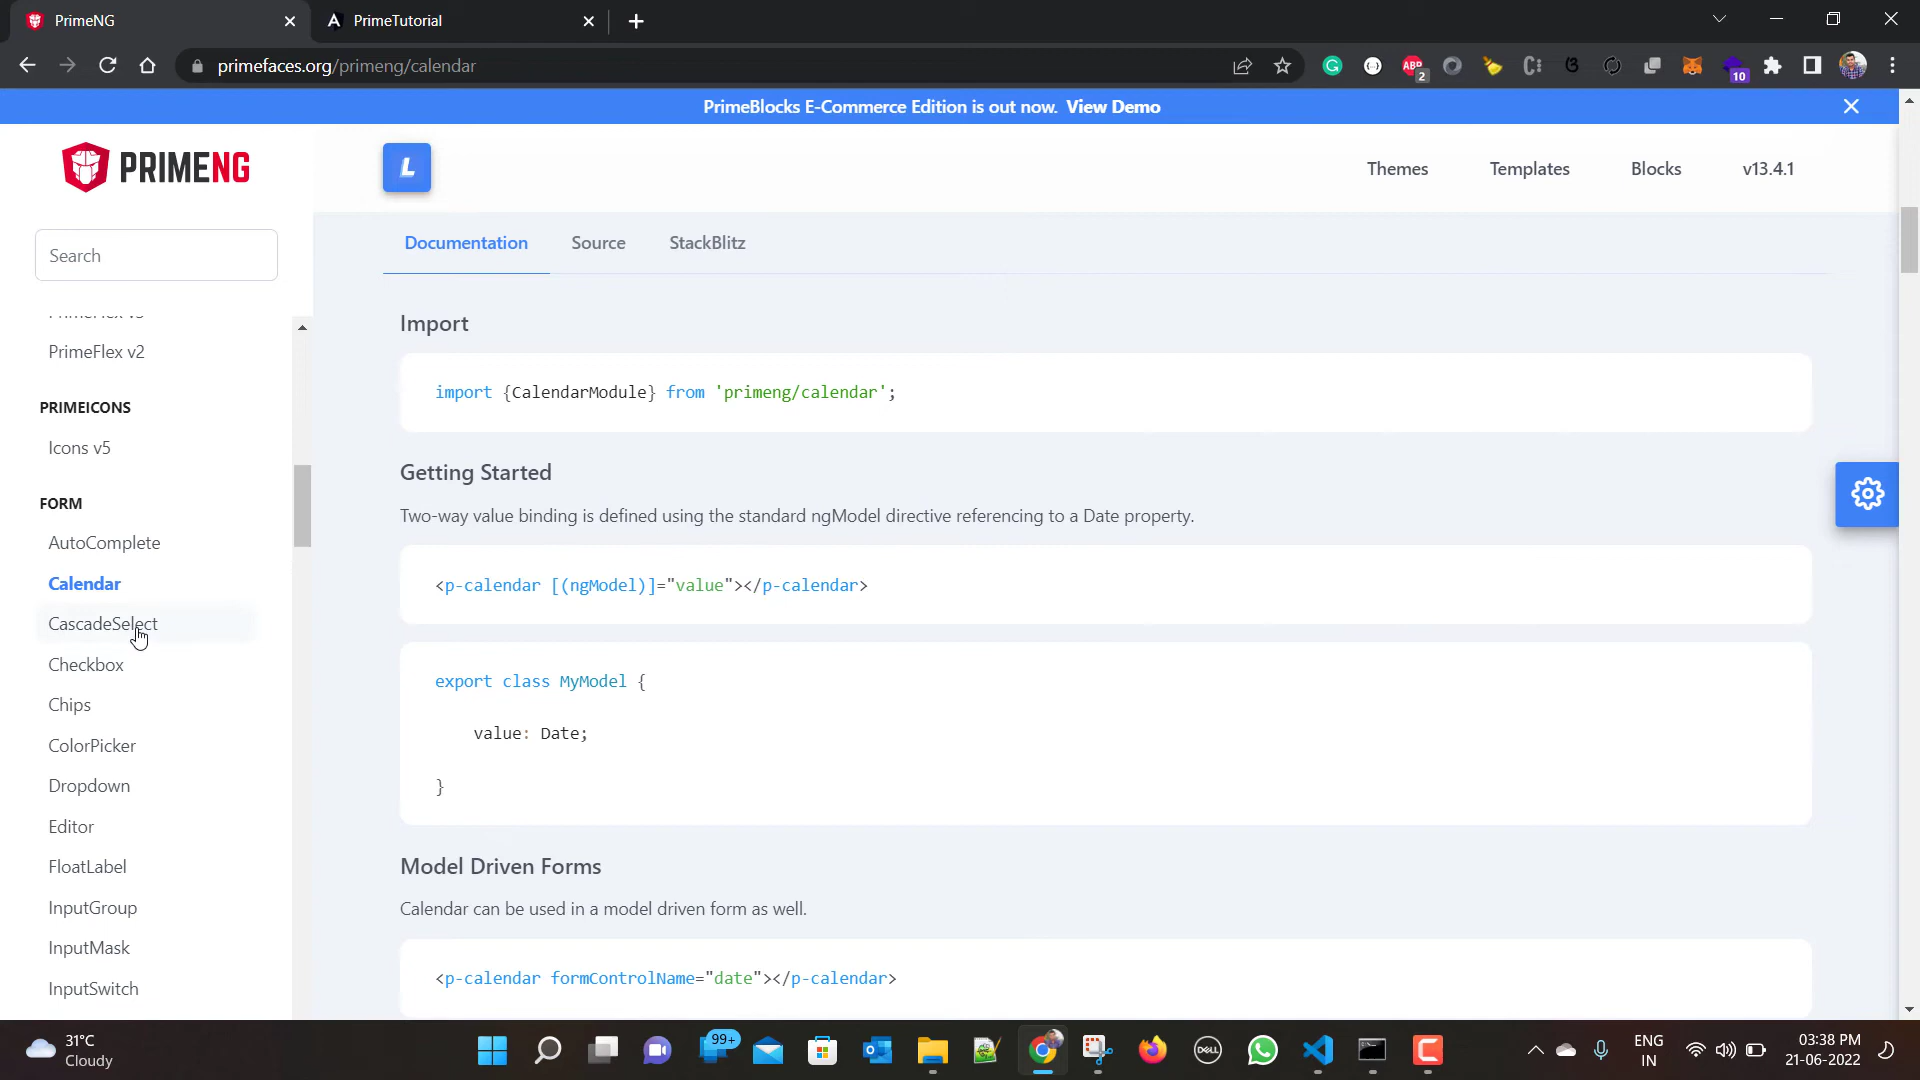 PrimeNG
PrimeTutorial
primefaces.org/primeng/calendar
ABP
2
10
PrimeBlocks E-Commerce Edition is out now. View Demo
PRIMENG
L
Themes
Templates
Blocks
v13.4.1
Search
Documentation
Source
StackBlitz
PrimeFlex v2
PRIMEICONS
Icons v5
FORM
AutoComplete
Calendar
CascadeSelect
Checkbox
Chips
ColorPicker
Dropdown
Editor
FloatLabel
InputGroup
InputMask
InputSwitch
Import
import {CalendarModule} from 'primeng/calendar';
Getting Started
Two-way value binding is defined using the standard ngModel directive referencing to a Date property.
<p-calendar [(ngModel)]="value"></p-calendar>
export class MyModel {
value: Date;
}
Model Driven Forms
Calendar can be used in a model driven form as well.
<p-calendar formControlName="date"></p-calendar>
31°C
Cloudy
99+
DELL
ENG
IN
03:38 PM
21-06-2022